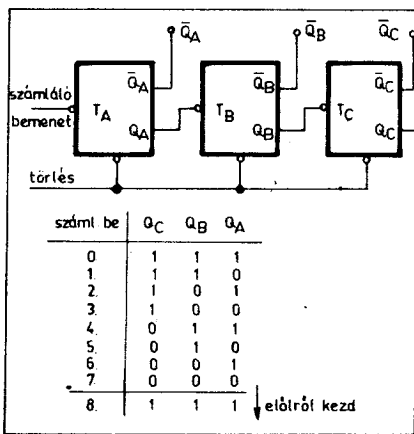 Q̅A Q̅B Q̅C
Q̅A Q̅B Q̅C
számláló
bemenet
TA TB TC
QA QB QC
törlés
száml. be QC QB QA
0 1 1 1
1. 1 1 0
2. 1 0 1
3. 1 0 0
4. 0 1 1
5. 0 1 0
6. 0 0 1
7. 0 0 0
8. 1 1 1 előlről kezd